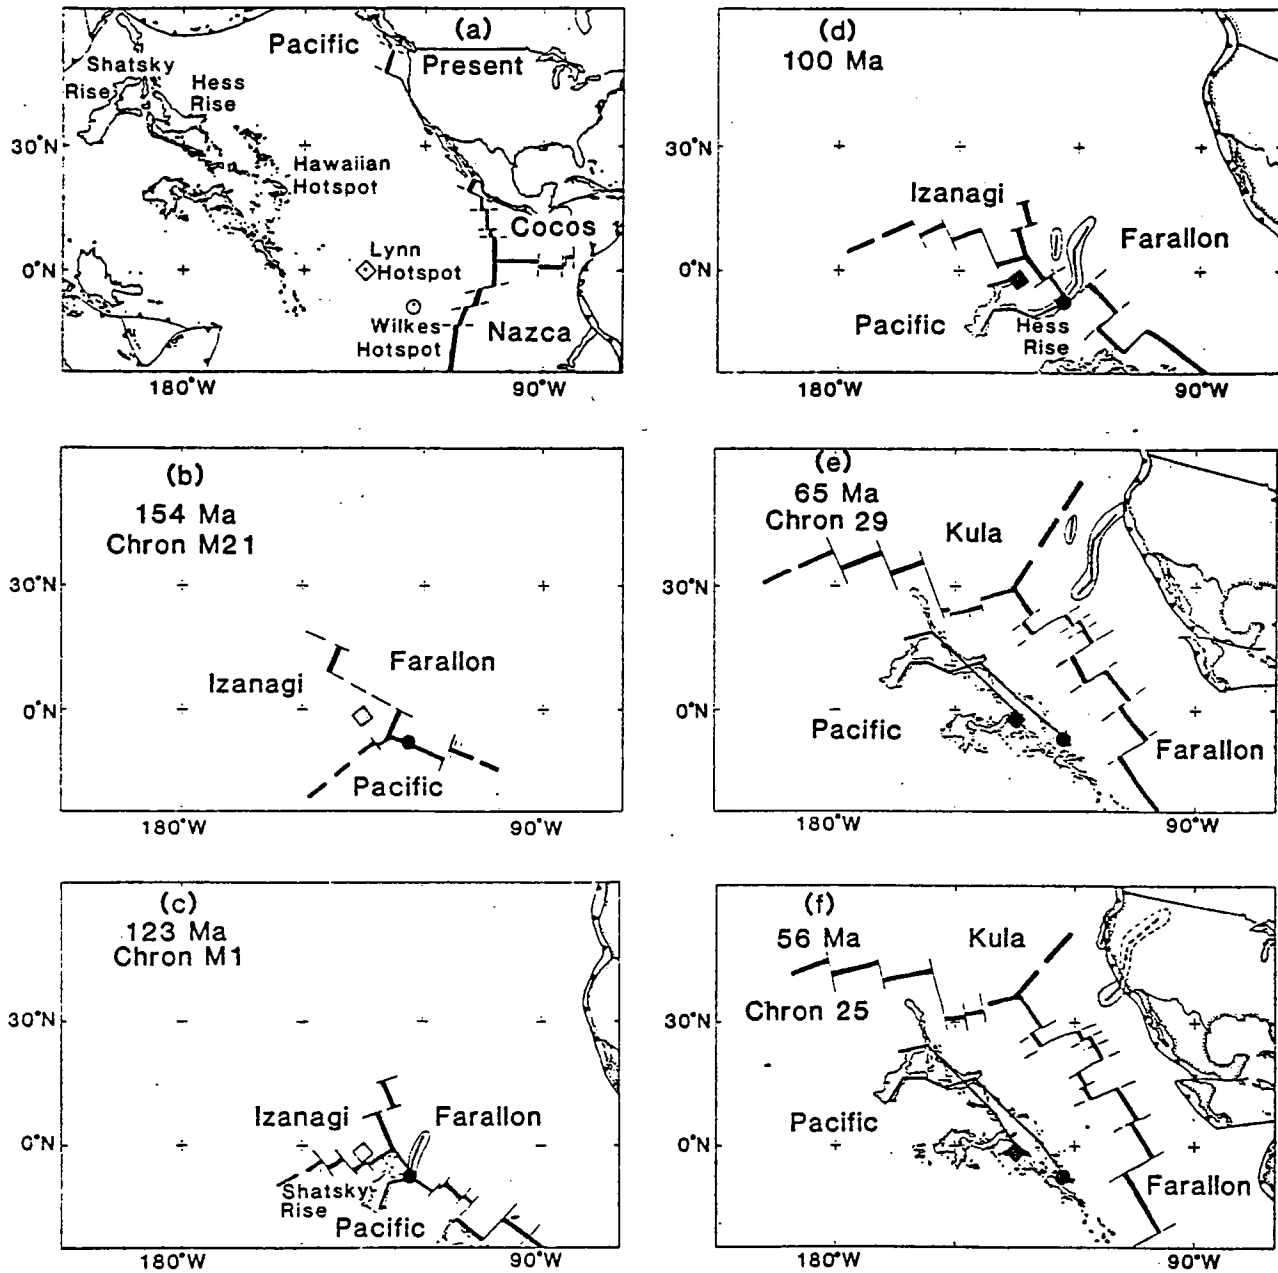 (a)
Pacific
Present
Shatsky
Rise
Hess
Rise
30°N
Hawaiian
Hotspot
Cocos
Lynn
Hotspot
0°N
Wilkes
Hotspot
Nazca
180°W
90°W
(b)
154 Ma
Chron M21
30°N
Farallon
Izanagi
0°N
Pacific
180°W
90°W
(c)
123 Ma
Chron M1
30°N
Izanagi
Farallon
0°N
Shatsky
Rise
Pacific
180°W
90°W
(d)
100 Ma
30°N
Izanagi
Farallon
0°N
Pacific
Hess
Rise
180°W
90°W
(e)
65 Ma
Chron 29
Kula
30°N
0°N
Pacific
Farallon
180°W
90°W
(f)
56 Ma
Kula
Chron 25
30°N
Pacific
0°N
Farallon
180°W
90°W